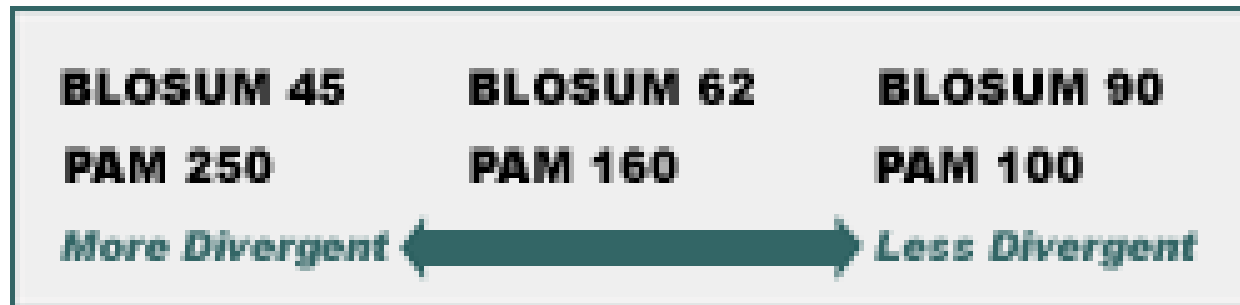 BLOSUM 45 BLOSUM 62 BLOSUM 90
PAM 250 PAM 160 PAM 100
More Divergent Less Divergent